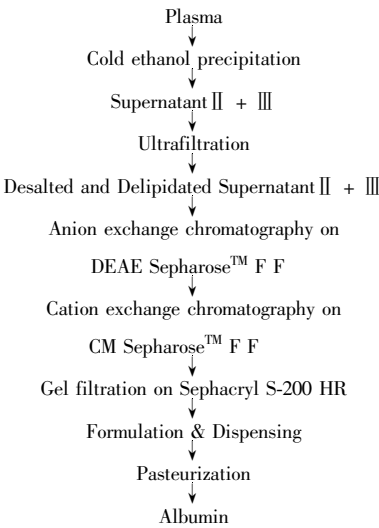 Plasma
Cold ethanol precipitation
Supernatant Ⅱ + Ⅲ
Ultrafiltration
Desalted and Delipidated Supernatant Ⅱ + Ⅲ
Anion exchange chromatography on
DEAE Sepharose™ F F
Cation exchange chromatography on
CM Sepharose™ F F
Gel filtration on Sephacryl S-200 HR
Formulation & Dispensing
Pasteurization
Albumin